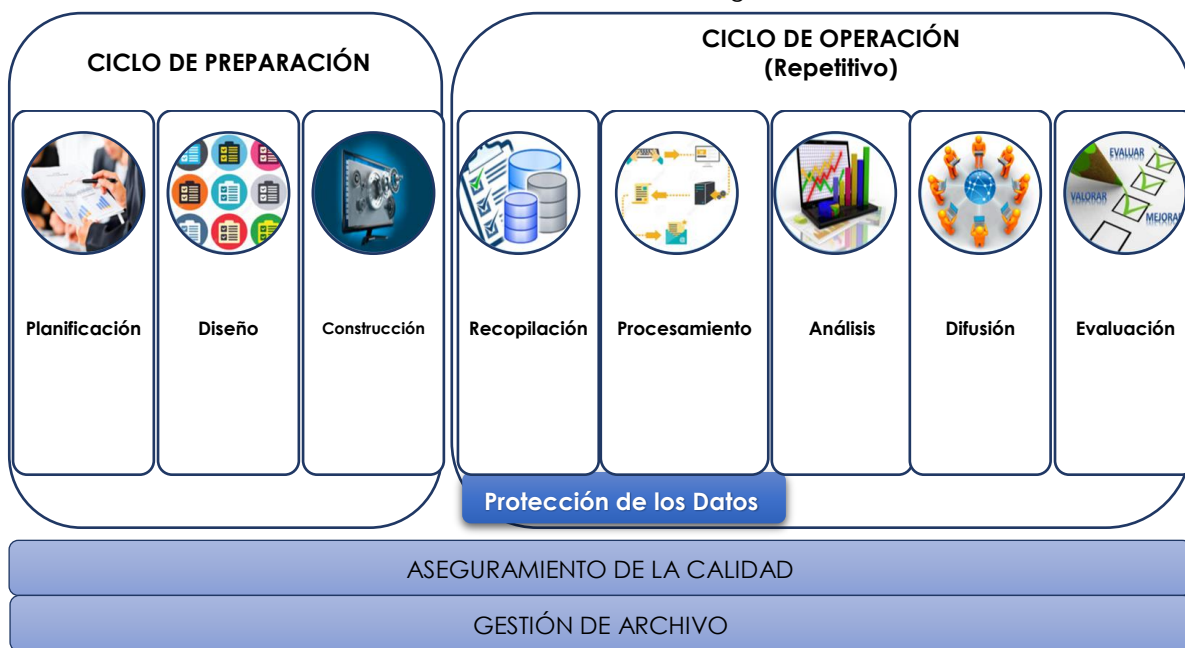 CICLO DE PREPARACIÓN
CICLO DE OPERACIÓN
(Repetitivo)
EVALUAR
VALORAR
MEJORAR
Planificación
Diseño
Construcción
Recopilación
Procesamiento
Análisis
Difusión
Evaluación
Protección de los Datos
ASEGURAMIENTO DE LA CALIDAD
GESTIÓN DE ARCHIVO